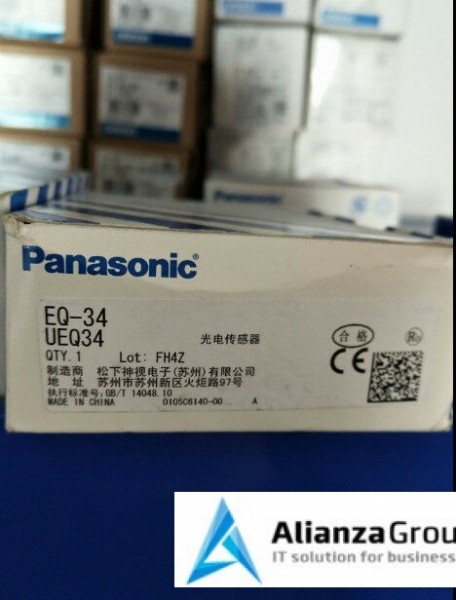 Panasonic
Panasonic
EQ-34
UEQ34
光电传感器
QTY.1 Lot: FH4Z
制造商 松下神视电子(苏州)有限公司
地 址 苏州市苏州新区火炬路97号
执行标准号:GB/T 14048.10
MADE IN CHINA 0105C6140-00 A
合格
CE
AlianzaGrou
IT solution for business